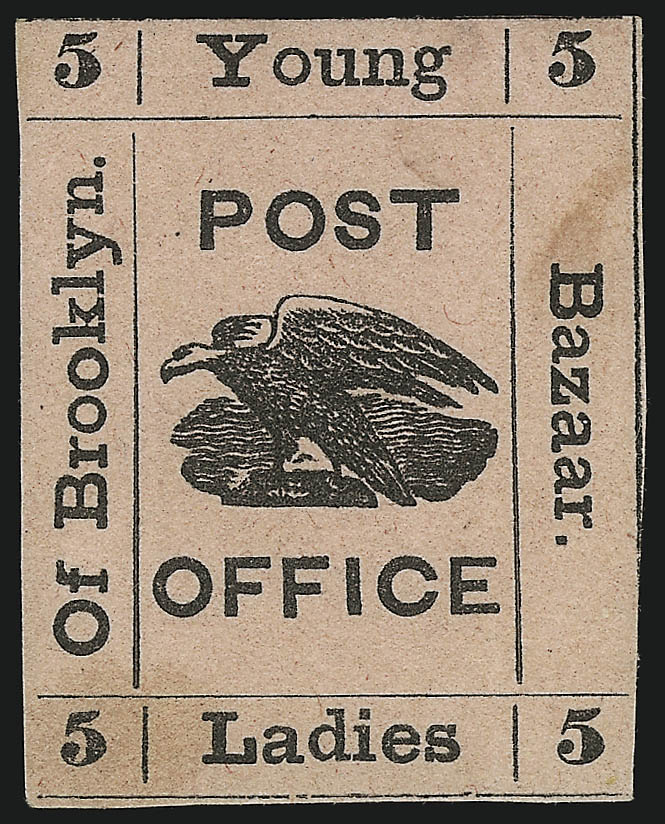 5 Young 5
of Brooklyn.
POST
OFFICE
Bazaar.
5 Ladies 5